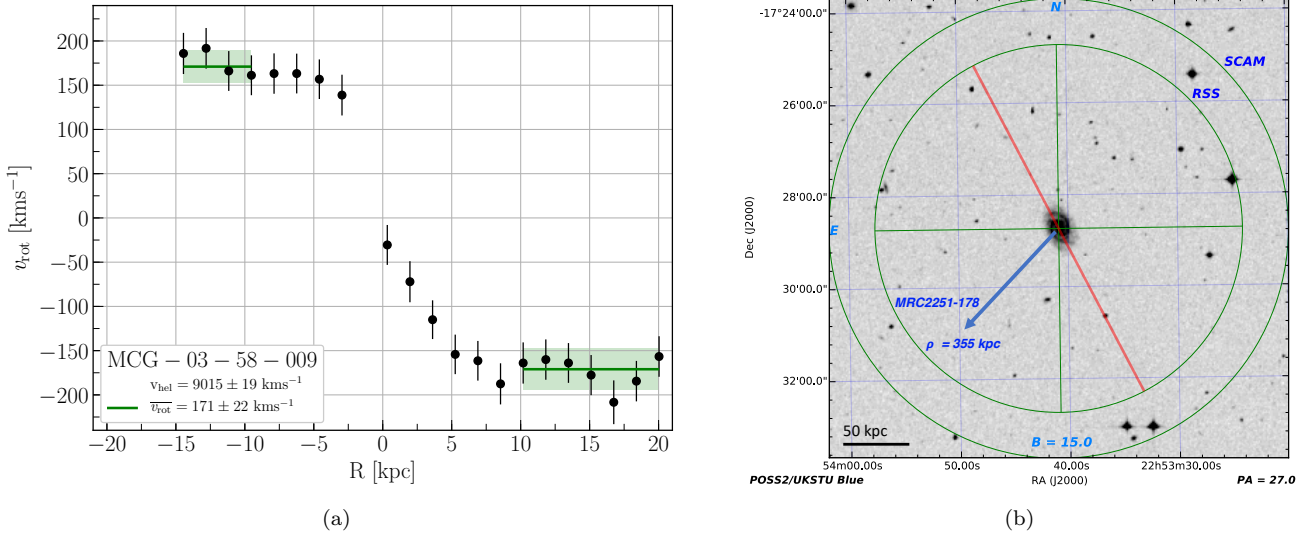 200
150
100
50
0
−50
−100
−150
−200
v_rot [kms⁻¹]
MCG − 03 − 58 − 009
v_hel = 9015 ± 19 kms⁻¹
v̅_rot = 171 ± 22 kms⁻¹
−20 −15 −10 −5 0 5 10 15 20
R [kpc]
(a)
-17°24'00.0"
26'00.0"
28'00.0"
30'00.0"
32'00.0"
Dec (J2000)
N
SCAM
RSS
E
MRC2251-178
ρ = 355 kpc
50 kpc
B = 15.0
54m00.00s 50.00s 40.00s 22h53m30.00s
POSS2/UKSTU Blue RA (J2000) PA = 27.0
(b)